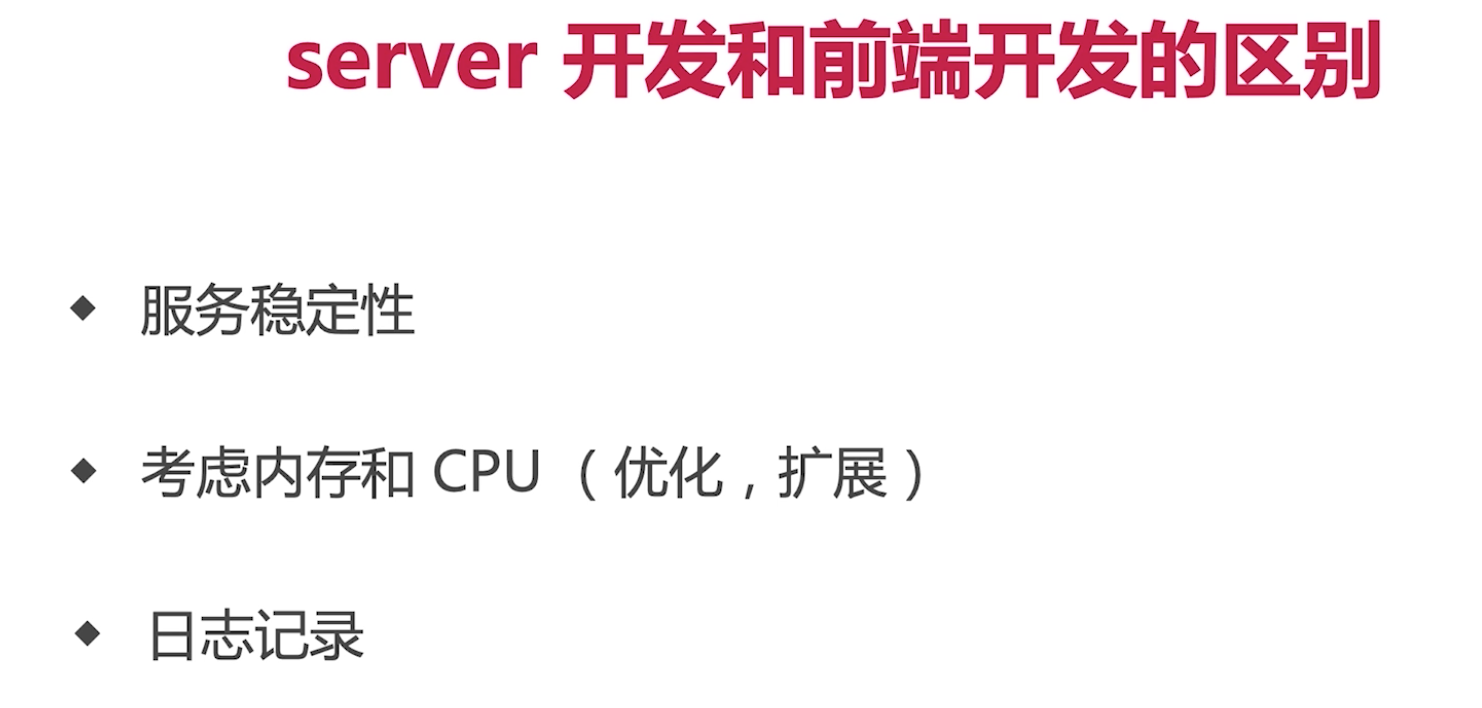 server 开发和前端开发的区别
◆ 服务稳定性
◆ 考虑内存和 CPU （优化，扩展）
◆ 日志记录